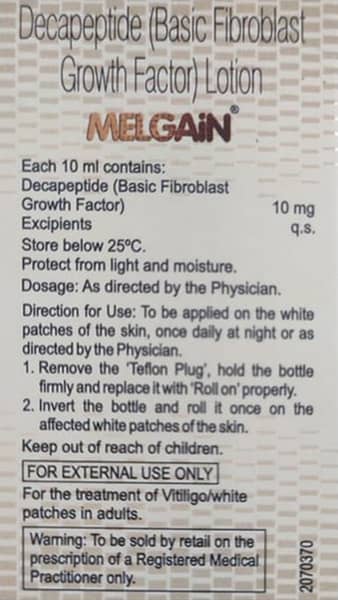 Decapeptide (Basic Fibroblast
Growth Factor) Lotion
MELGAiN®
Each 10 ml contains:
Decapeptide (Basic Fibroblast
Growth Factor) 10 mg
Excipients q.s.
Store below 25ºC.
Protect from light and moisture.
Dosage: As directed by the Physician.
Direction for Use: To be applied on the white
patches of the skin, once daily at night or as
directed by the Physician.
1. Remove the 'Teflon Plug', hold the bottle
firmly and replace it with 'Roll on' properly.
2. Invert the bottle and roll it once on the
affected white patches of the skin.
Keep out of reach of children.
FOR EXTERNAL USE ONLY
For the treatment of Vitiligo/white
patches in adults.
Warning: To be sold by retail on the
prescription of a Registered Medical
Practitioner only.
2070370